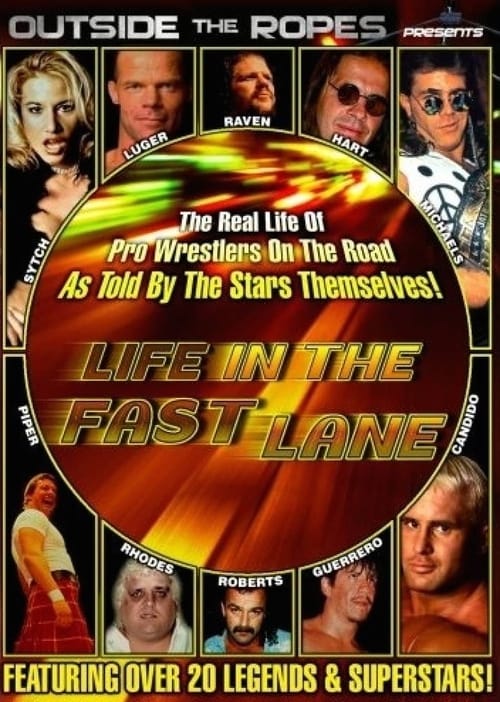 OUTSIDE THE ROPES PRESENTS
SYTCH
LUGER
RAVEN
HART
MICHAELS
The Real Life Of
Pro Wrestlers On The Road
As Told By The Stars Themselves!
LIFE IN THE
FAST LANE
PIPER
RHODES
ROBERTS
GUERRERO
CANDIDO
FEATURING OVER 20 LEGENDS & SUPERSTARS!